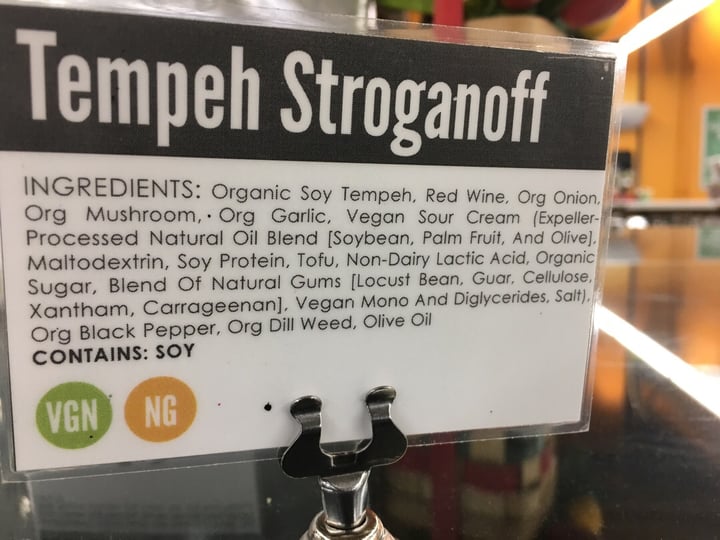 Tempeh Stroganoff
INGREDIENTS: Organic Soy Tempeh, Red Wine, Org Onion,
Org Mushroom, Org Garlic, Vegan Sour Cream (Expeller-
Processed Natural Oil Blend [Soybean, Palm Fruit, And Olive],
Maltodextrin, Soy Protein, Tofu, Non-Dairy Lactic Acid, Organic
Sugar, Blend Of Natural Gums [Locust Bean, Guar, Cellulose,
Xantham, Carrageenan], Vegan Mono And Diglycerides, Salt),
Org Black Pepper, Org Dill Weed, Olive Oil
CONTAINS: SOY
VGN NG